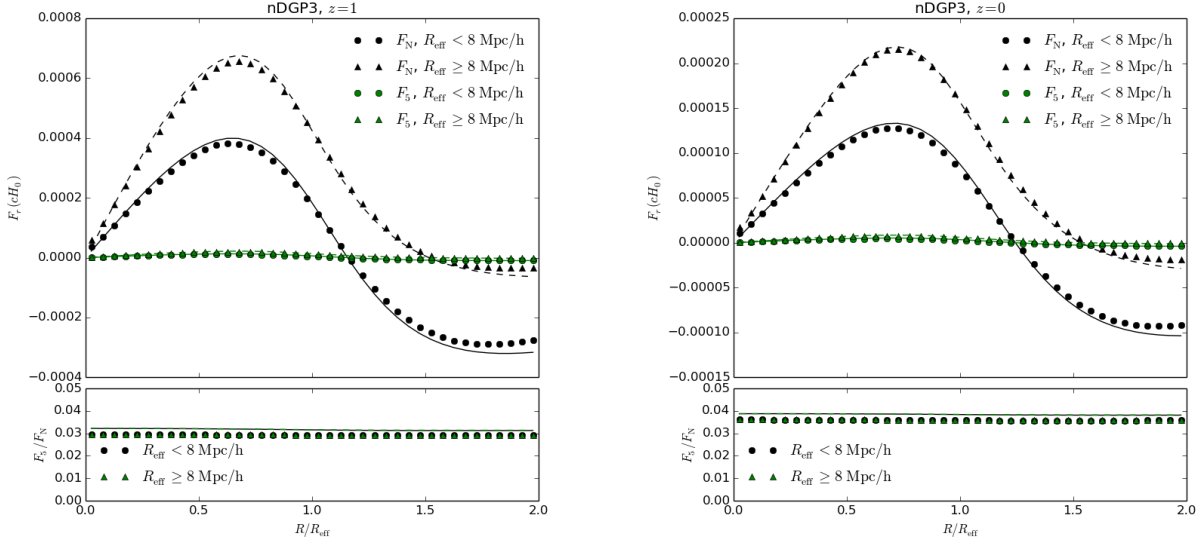 nDGP3, z=1
0.0008
0.0006
0.0004
0.0002
0.0000
−0.0002
−0.0004
F_r (cH_0)
F_N, R_eff < 8 Mpc/h
F_N, R_eff ≥ 8 Mpc/h
F_5, R_eff < 8 Mpc/h
F_5, R_eff ≥ 8 Mpc/h
0.05
0.04
0.03
0.02
0.01
0.00
F_5/F_N
R_eff < 8 Mpc/h
R_eff ≥ 8 Mpc/h
0.0 0.5 1.0 1.5 2.0
R/R_eff
nDGP3, z=0
0.00025
0.00020
0.00015
0.00010
0.00005
0.00000
−0.00005
−0.00010
−0.00015
F_r (cH_0)
F_N, R_eff < 8 Mpc/h
F_N, R_eff ≥ 8 Mpc/h
F_5, R_eff < 8 Mpc/h
F_5, R_eff ≥ 8 Mpc/h
0.05
0.04
0.03
0.02
0.01
0.00
F_5/F_N
R_eff < 8 Mpc/h
R_eff ≥ 8 Mpc/h
0.0 0.5 1.0 1.5 2.0
R/R_eff